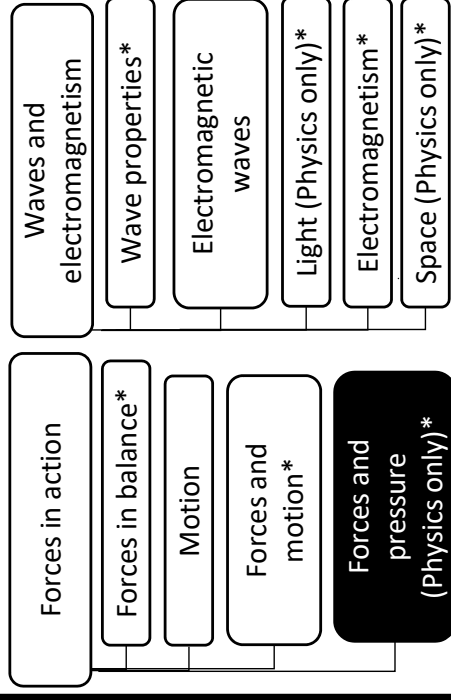 Forces in action
Forces in balance*
Motion
Forces and
motion*
Forces and
pressure
(Physics only)*
Waves and
electromagnetism
Wave properties*
Electromagnetic
waves
Light (Physics only)*
Electromagnetism*
Space (Physics only)*